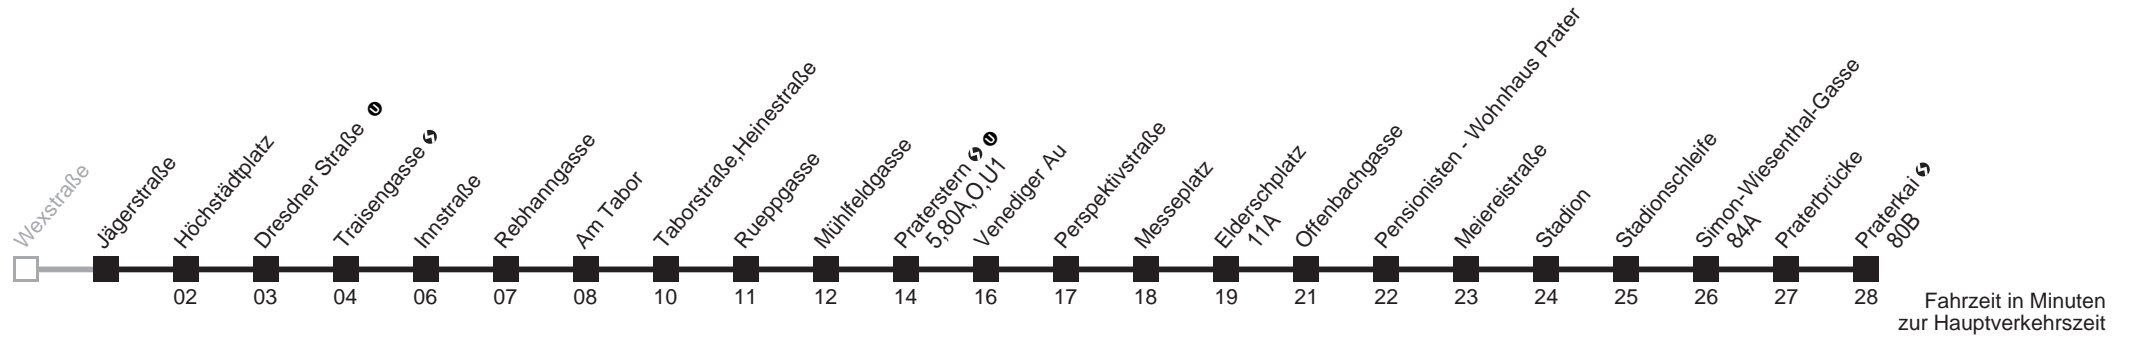 Wexstraße
Jägerstraße
Höchstädtplatz
Dresdner Straße U
Traisengasse S
Innstraße
Rebhanngasse
Am Tabor
Taborstraße,Heinestraße
Rueppgasse
Mühlfeldgasse
Praterstern S U
5,80A,O,U1
Venediger Au
Perspektivstraße
Messeplatz
Elderschplatz
11A
Offenbachgasse
Pensionisten - Wohnhaus Prater
Meiereistraße
Stadion
Stadionschleife
Simon-Wiesenthal-Gasse
84A
Praterbrücke
Praterkai S
80B
02 03 04 06 07 08 10 11 12 14 16 17 18 19 21 22 23 24 25 26 27 28
Fahrzeit in Minuten
zur Hauptverkehrszeit